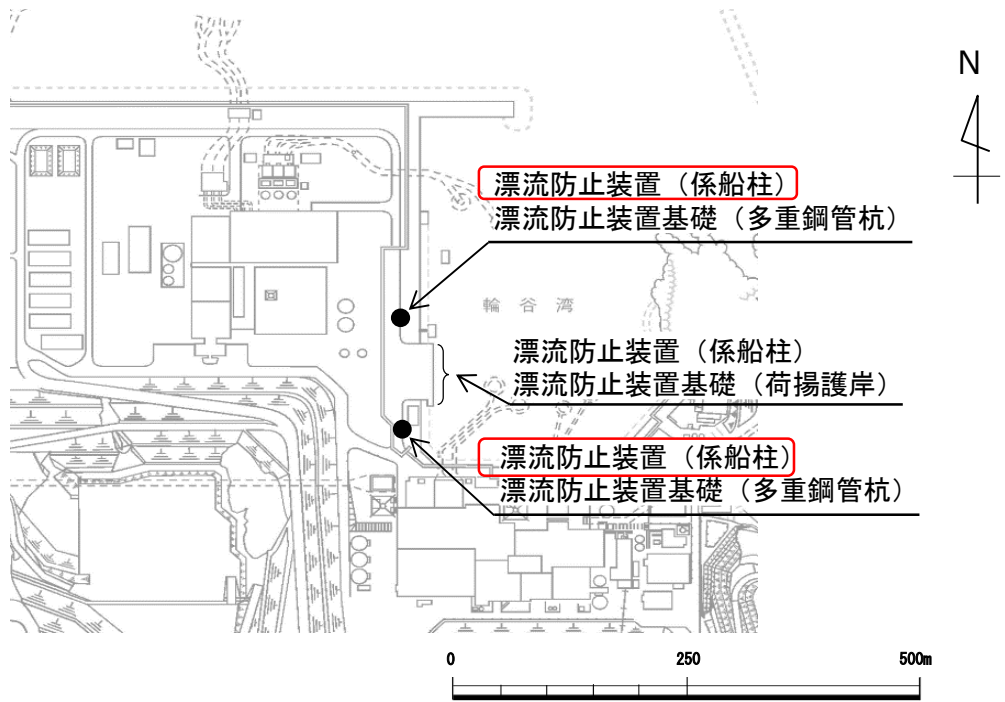 N
漂流防止装置（係船柱）
漂流防止装置基礎（多重鋼管杭）
輪谷湾
漂流防止装置（係船柱）
漂流防止装置基礎（荷揚護岸）
漂流防止装置（係船柱）
漂流防止装置基礎（多重鋼管杭）
0 250 500m